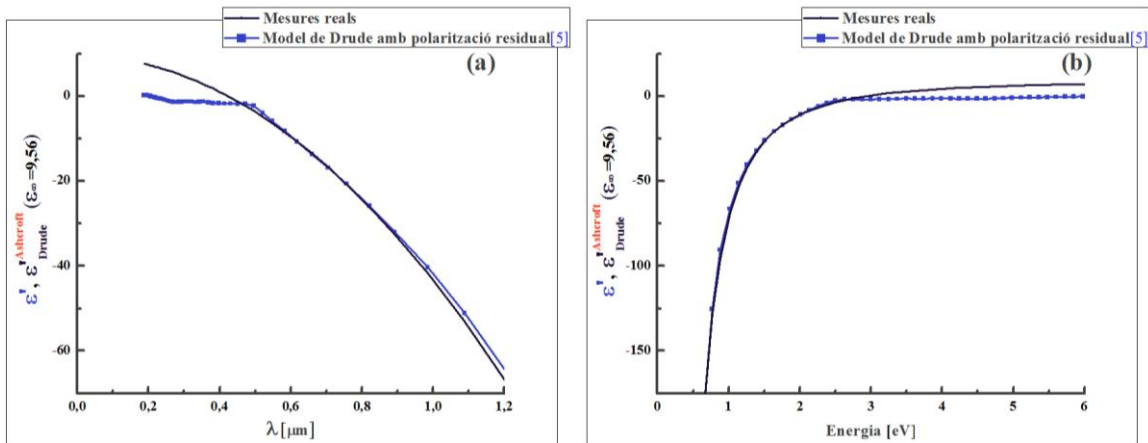 Mesures reals
Model de Drude amb polarització residual[5]
(a)
ε', ε'Ashcroft Drude (ε∞=9,56)
0
-20
-40
-60
0,0 0,2 0,4 0,6 0,8 1,0 1,2
λ [μm]
Mesures reals
Model de Drude amb polarització residual[5]
(b)
ε', ε'Ashcroft Drude (ε∞=9,56)
0
-50
-100
-150
0 1 2 3 4 5 6
Energia [eV]